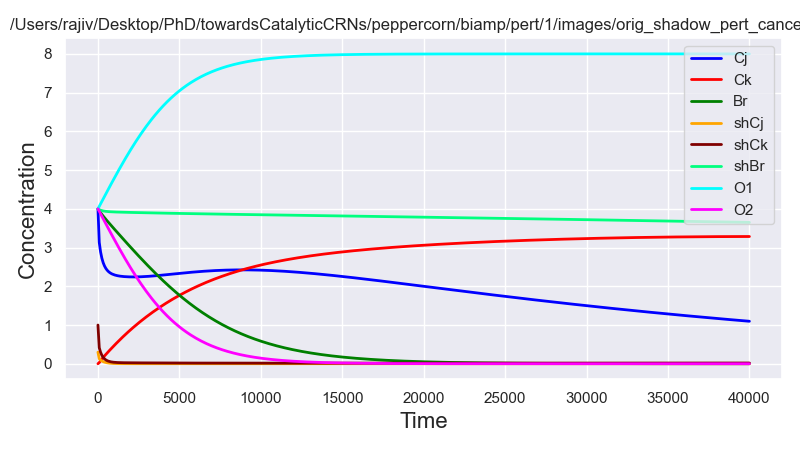 /Users/rajiv/Desktop/PhD/towardsCatalyticCRNs/peppercorn/biamp/pert/1/images/orig_shadow_pert_cance
8
7
6
5
4
3
2
1
0
Concentration
0 5000 10000 15000 20000 25000 30000 35000 40000
Time
Cj
Ck
Br
shCj
shCk
shBr
O1
O2